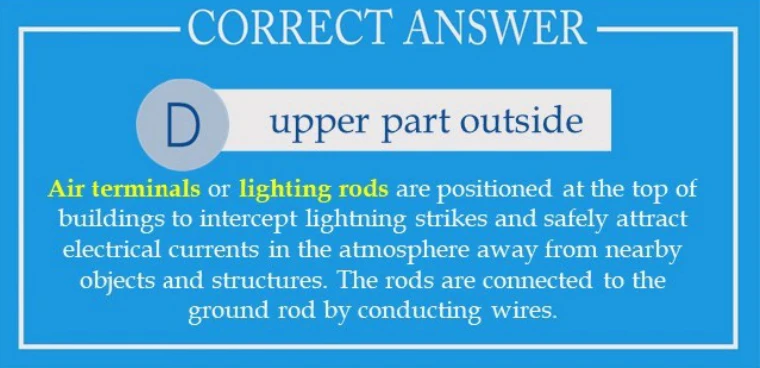 CORRECT ANSWER
D upper part outside
Air terminals or lighting rods are positioned at the top of
buildings to intercept lightning strikes and safely attract
electrical currents in the atmosphere away from nearby
objects and structures. The rods are connected to the
ground rod by conducting wires.